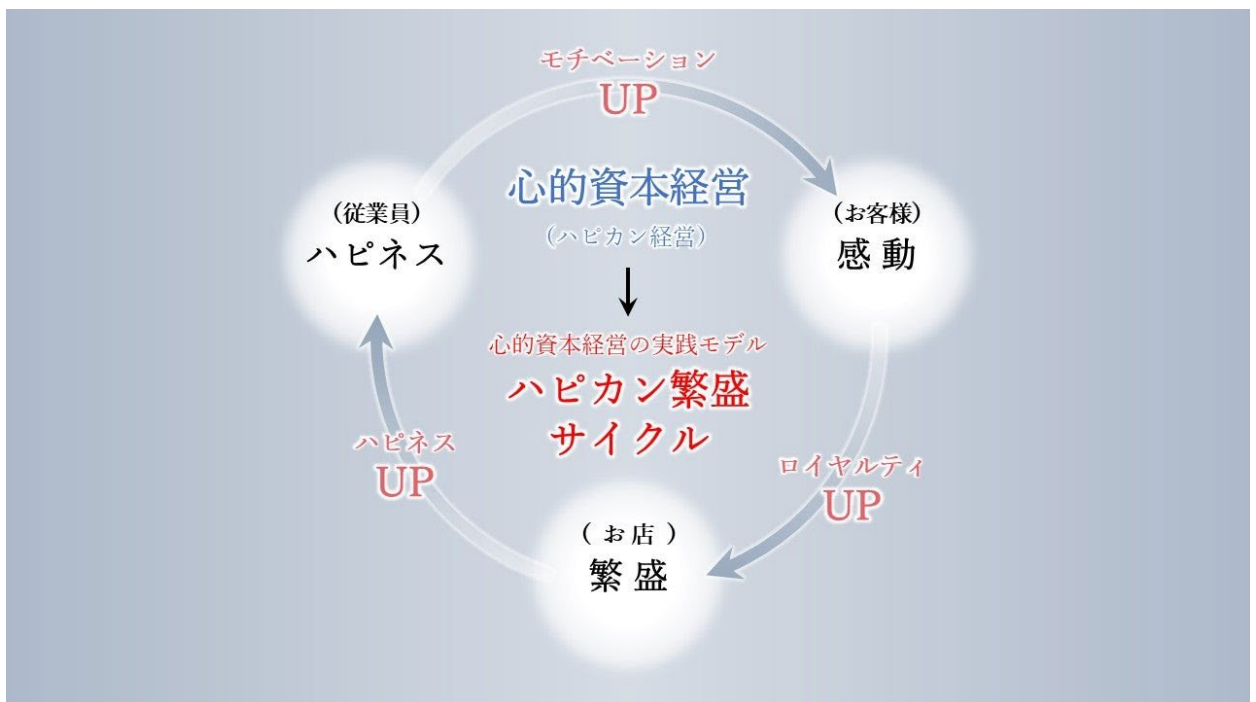 モチベーション
UP
心的資本経営
(ハピカン経営)
(従業員)
ハピネス
(お客様)
感動
心的資本経営の実践モデル
ハピカン繁盛
サイクル
ハピネス
UP
ロイヤルティ
UP
(お店)
繁盛